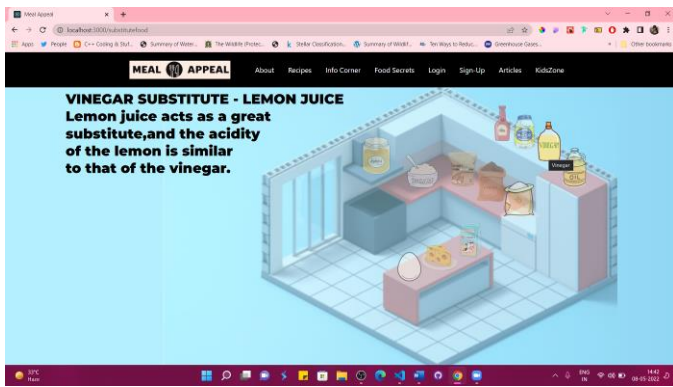 Meal Appeal
localhost:3000/substitutefood
Apps
People
C++ Coding & Stuf...
Summary of Water...
The Wildlife (Protec...
Stellar Classification...
Summary of Wildlif...
Ten Ways to Reduc...
Greenhouse Gases...
Other bookmarks
MEAL APPEAL
About
Recipes
Info Corner
Food Secrets
Login
Sign-Up
Articles
KidsZone
VINEGAR SUBSTITUTE - LEMON JUICE
Lemon juice acts as a great
substitute,and the acidity
of the lemon is similar
to that of the vinegar.
VINEGAR
Vinegar
OIL
33°C
Haze
ENG
IN
14:43
08-05-2022